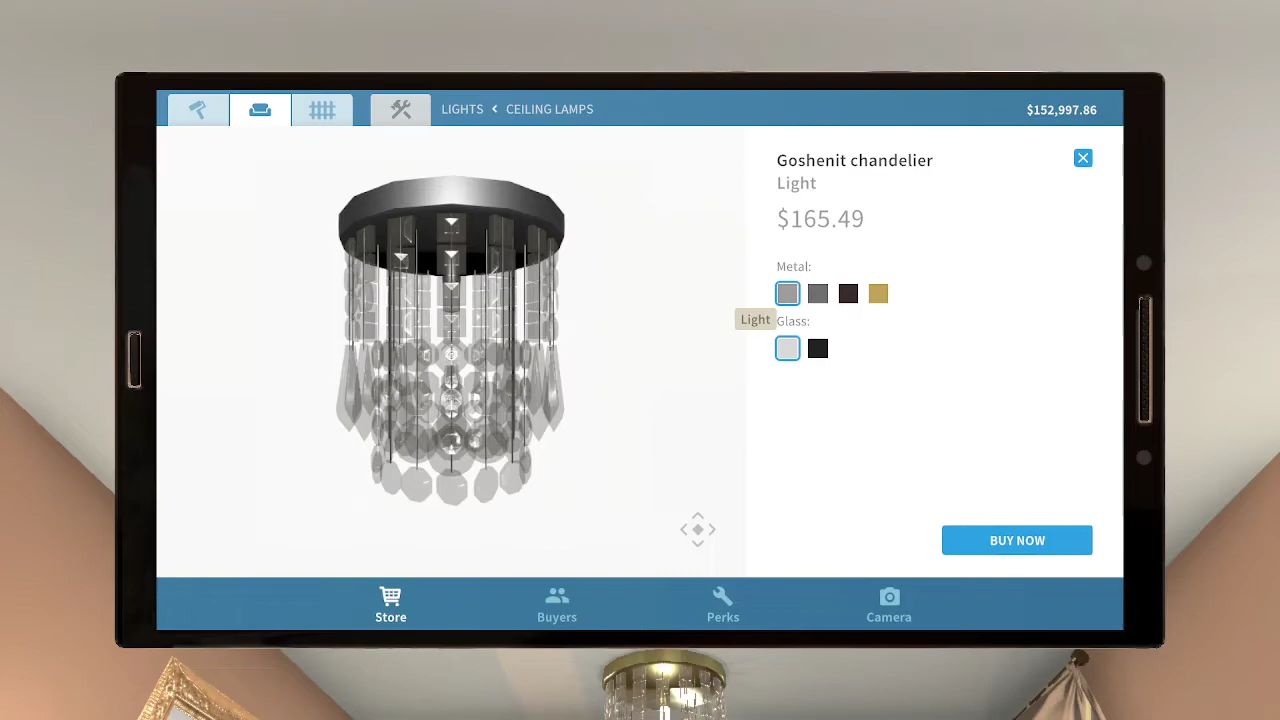 LIGHTS < CEILING LAMPS
$152,997.86
Goshenit chandelier
Light
$165.49
Metal:
Light
Glass:
BUY NOW
Store
Buyers
Perks
Camera